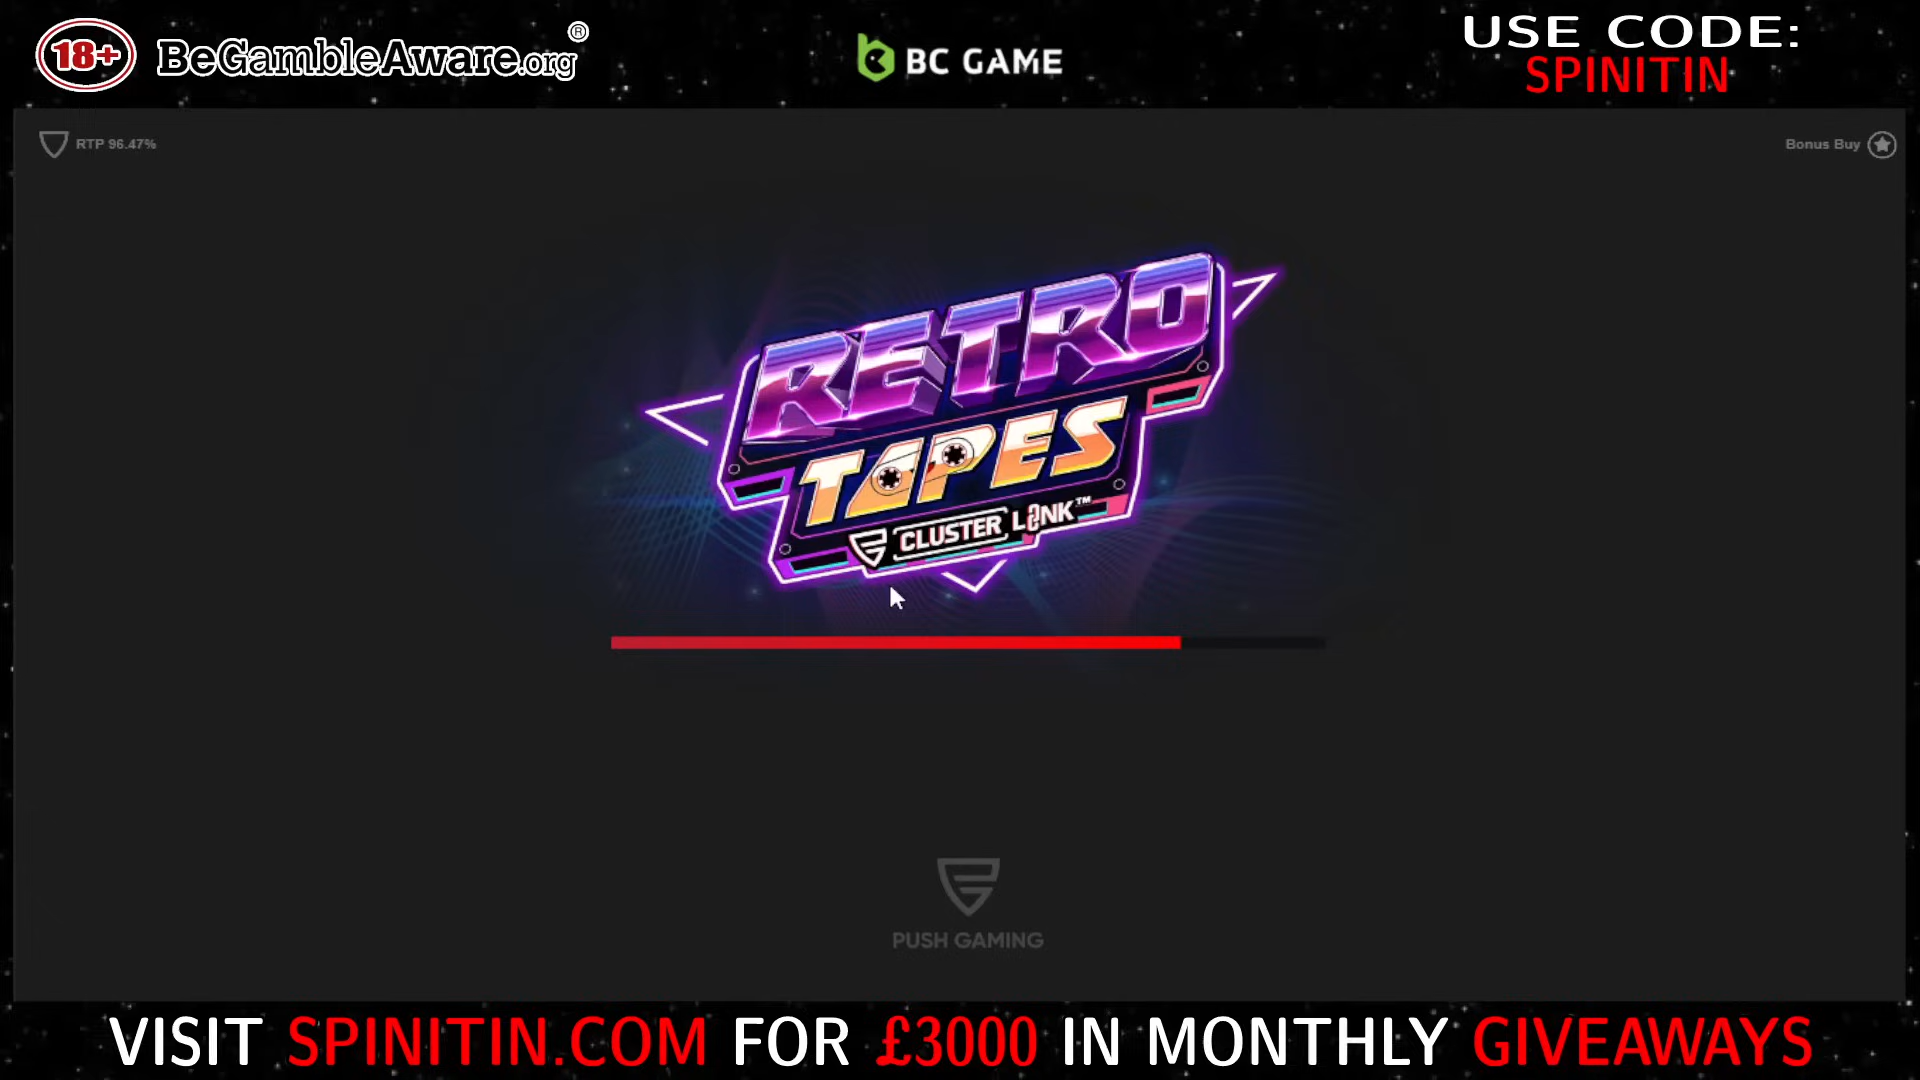 18+ BeGambleAware.org®
BC GAME
USE CODE:
SPINITIN
RTP 96.47%
Bonus Buy
RETRO
TAPES
CLUSTER LINK™
PUSH GAMING
VISIT SPINITIN.COM FOR £3000 IN MONTHLY GIVEAWAYS